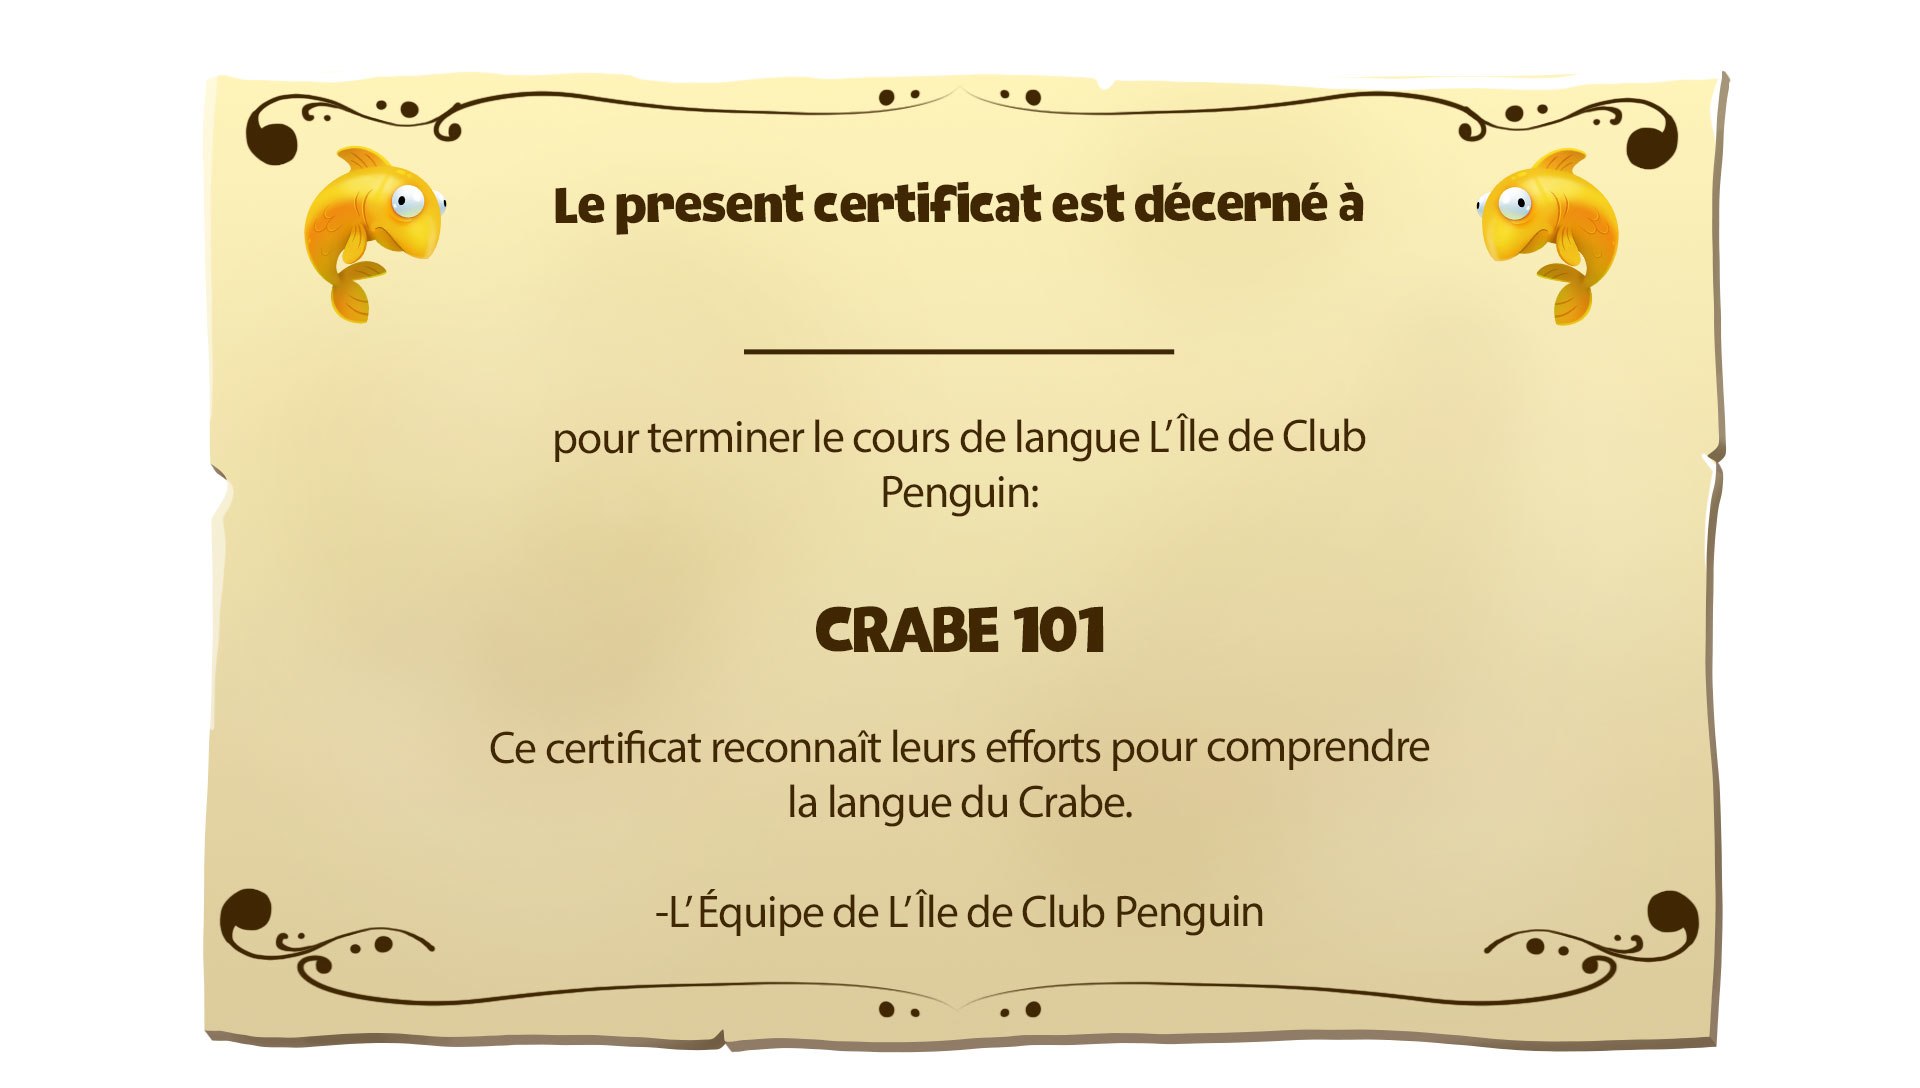 Le present certificat est décerné à
pour terminer le cours de langue L’Île de Club
Penguin:
CRABE 101
Ce certificat reconnaît leurs efforts pour comprendre
la langue du Crabe.
-L’Équipe de L’Île de Club Penguin